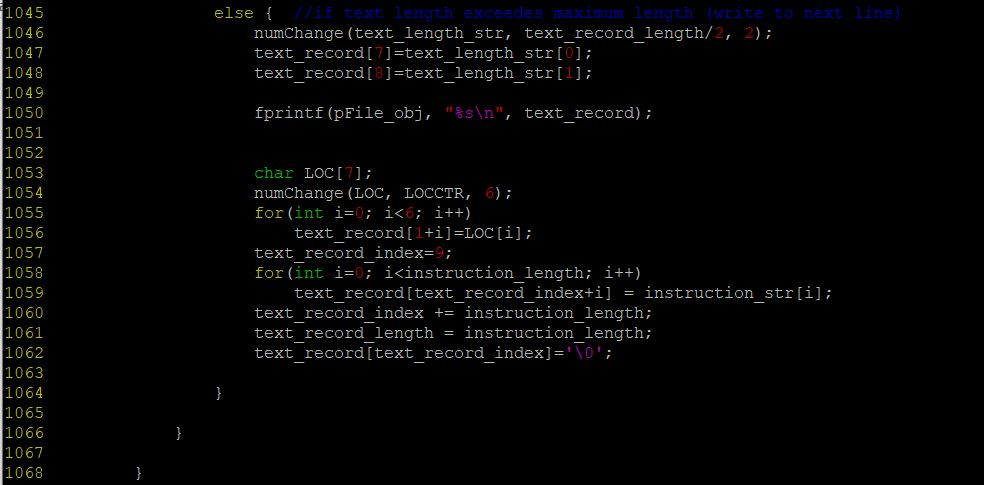 1045 else { //if text length exceedes maximum length (write to next line)
1046 numChange(text_length_str, text_record_length/2, 2);
1047 text_record[7]=text_length_str[0];
1048 text_record[8]=text_length_str[1];
1049
1050 fprintf(pFile_obj, "%s\n", text_record);
1051
1052
1053 char LOC[7];
1054 numChange(LOC, LOCCTR, 6);
1055 for(int i=0; i<6; i++)
1056 text_record[1+i]=LOC[i];
1057 text_record_index=9;
1058 for(int i=0; i<instruction_length; i++)
1059 text_record[text_record_index+i] = instruction_str[i];
1060 text_record_index += instruction_length;
1061 text_record_length = instruction_length;
1062 text_record[text_record_index]='\0';
1063
1064 }
1065
1066 }
1067
1068 }